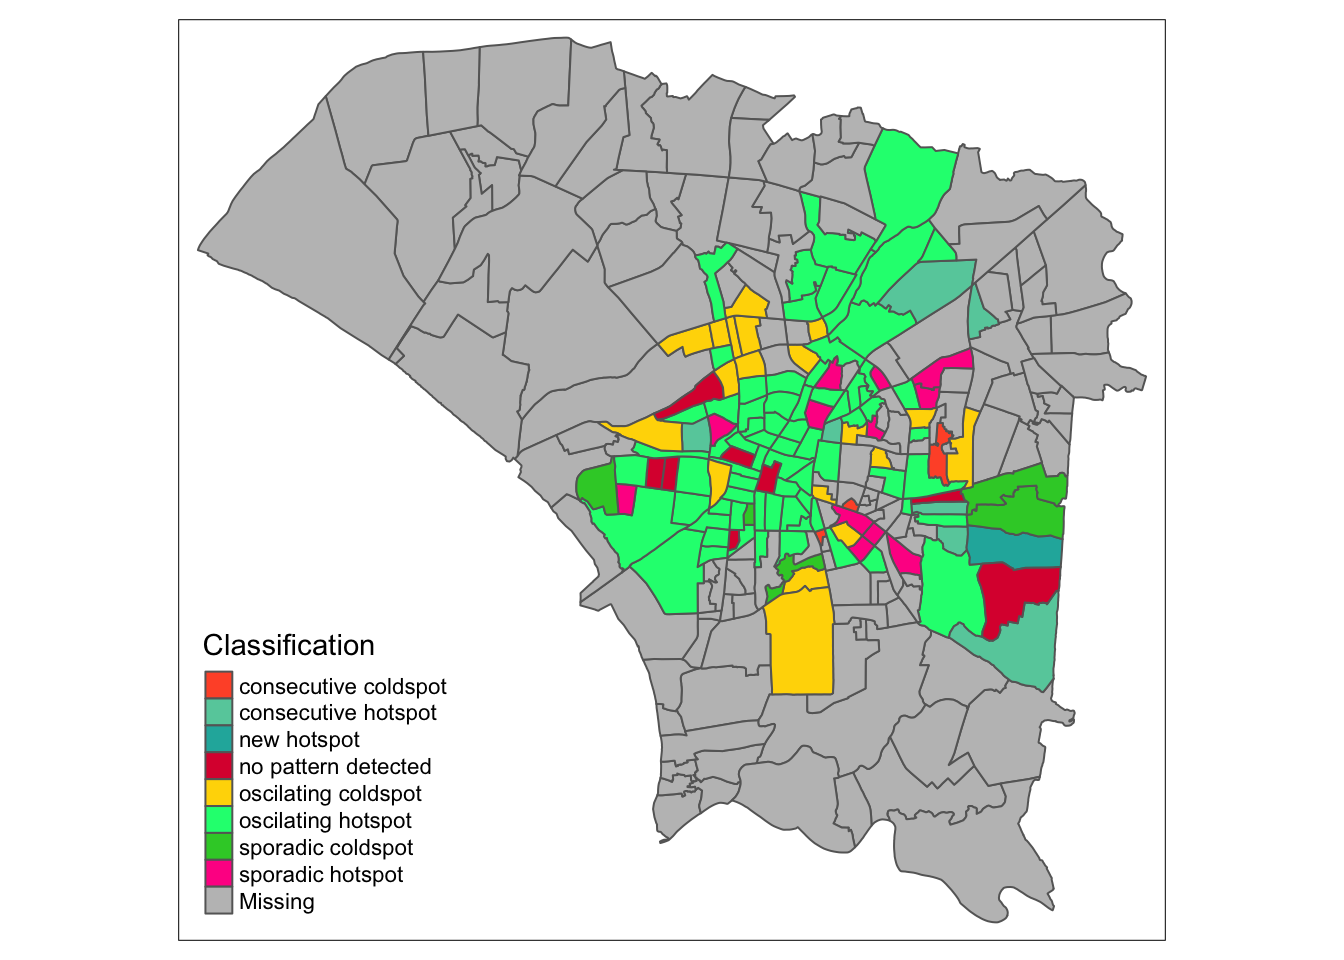 Classification
consecutive coldspot
consecutive hotspot
new hotspot
no pattern detected
oscilating coldspot
oscilating hotspot
sporadic coldspot
sporadic hotspot
Missing